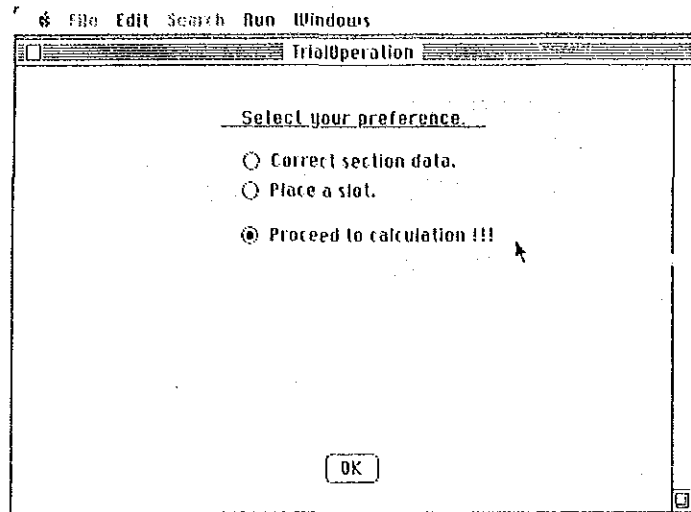 File Edit Search Run Windows
TrialOperation
Select your preference.
Correct section data.
Place a slot.
Proceed to calculation !!!
OK